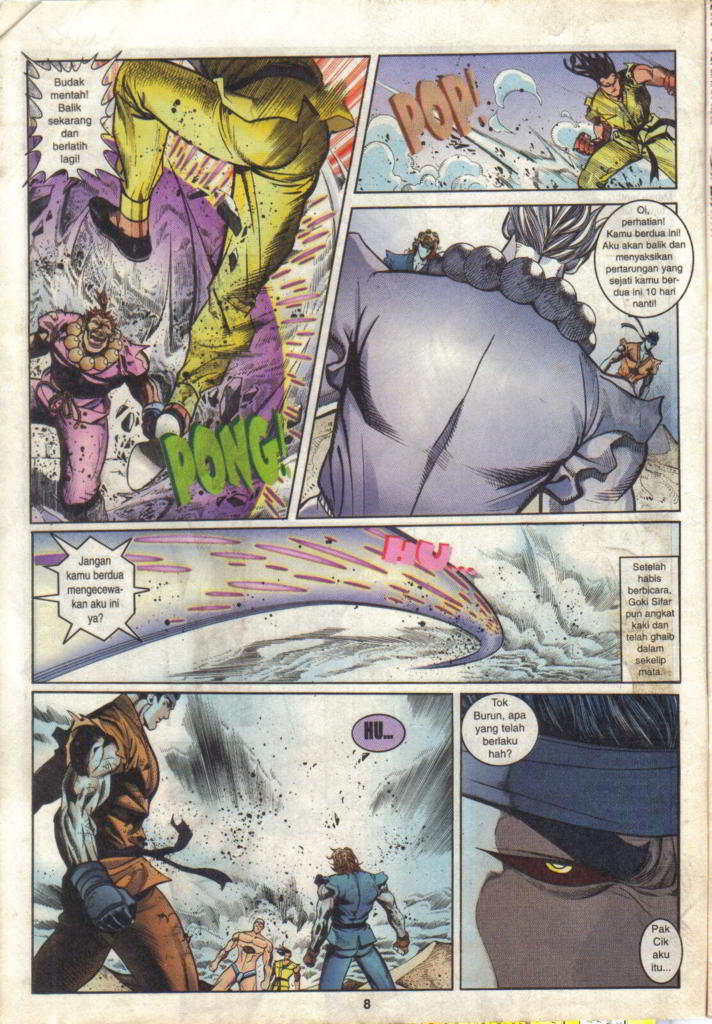 Budak
mentah!
Balik
sekarang
dan
berlatih
lagi!
PONG!
POP!
Oi,
perhatian!
Kamu berdua ini!
Aku akan balik dan
menyaksikan
pertarungan yang
sejati kamu ber-
dua ini 10 hari
nanti!
Jangan
kamu berdua
mengecewa-
kan aku ini
ya?
HU...
Setelah
habis
berbicara,
Goki Sifar
pun angkat
kaki dan
telah ghaib
dalam
sekelip
mata.
HU...
Tok
Burun, apa
yang telah
berlaku
hah?
Pak
Cik
aku
itu...
8